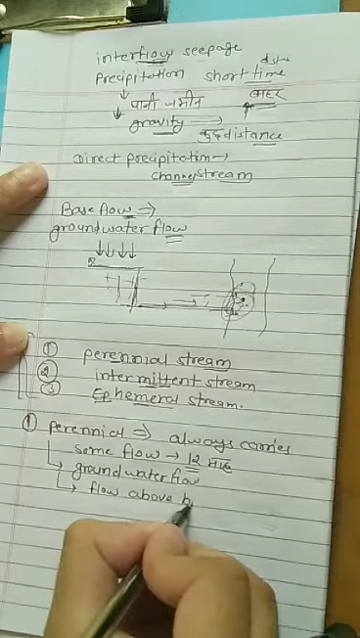 interflow seepage
Precipitation short time
पानी जमीन बाहर
gravity → कुछ distance
Direct precipitation →
channel stream
Base flow ⇒
groundwater flow
① perennial stream
② intermittent stream
③ Ephemeral stream.
① perennial ⇒ always carries
some flow → 12
groundwater flow
flow above b